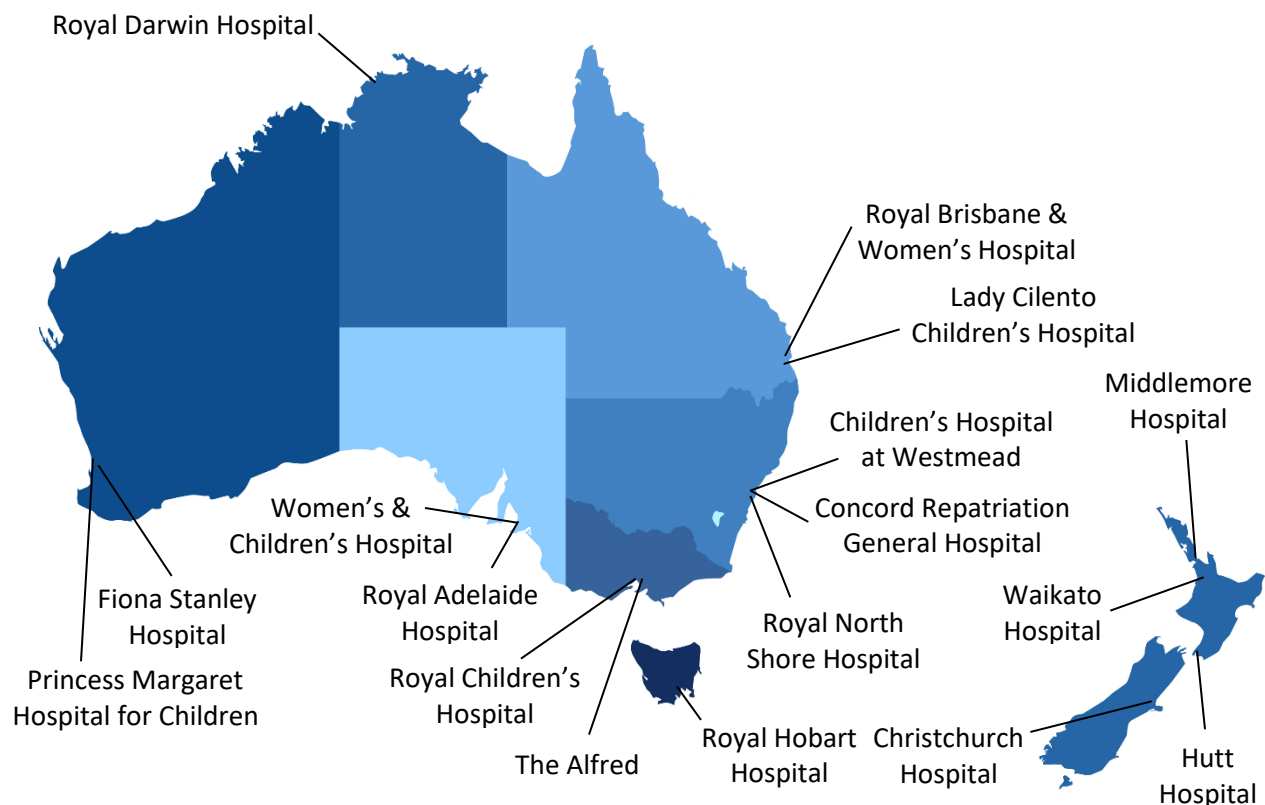 Royal Darwin Hospital
Royal Brisbane &
Women's Hospital
Lady Cilento
Children's Hospital
Middlemore
Hospital
Children's Hospital
at Westmead
Women's &
Children's Hospital
Concord Repatriation
General Hospital
Fiona Stanley
Hospital
Royal Adelaide
Hospital
Waikato
Hospital
Royal North
Shore Hospital
Princess Margaret
Hospital for Children
Royal Children's
Hospital
The Alfred
Royal Hobart
Hospital
Christchurch
Hospital
Hutt
Hospital